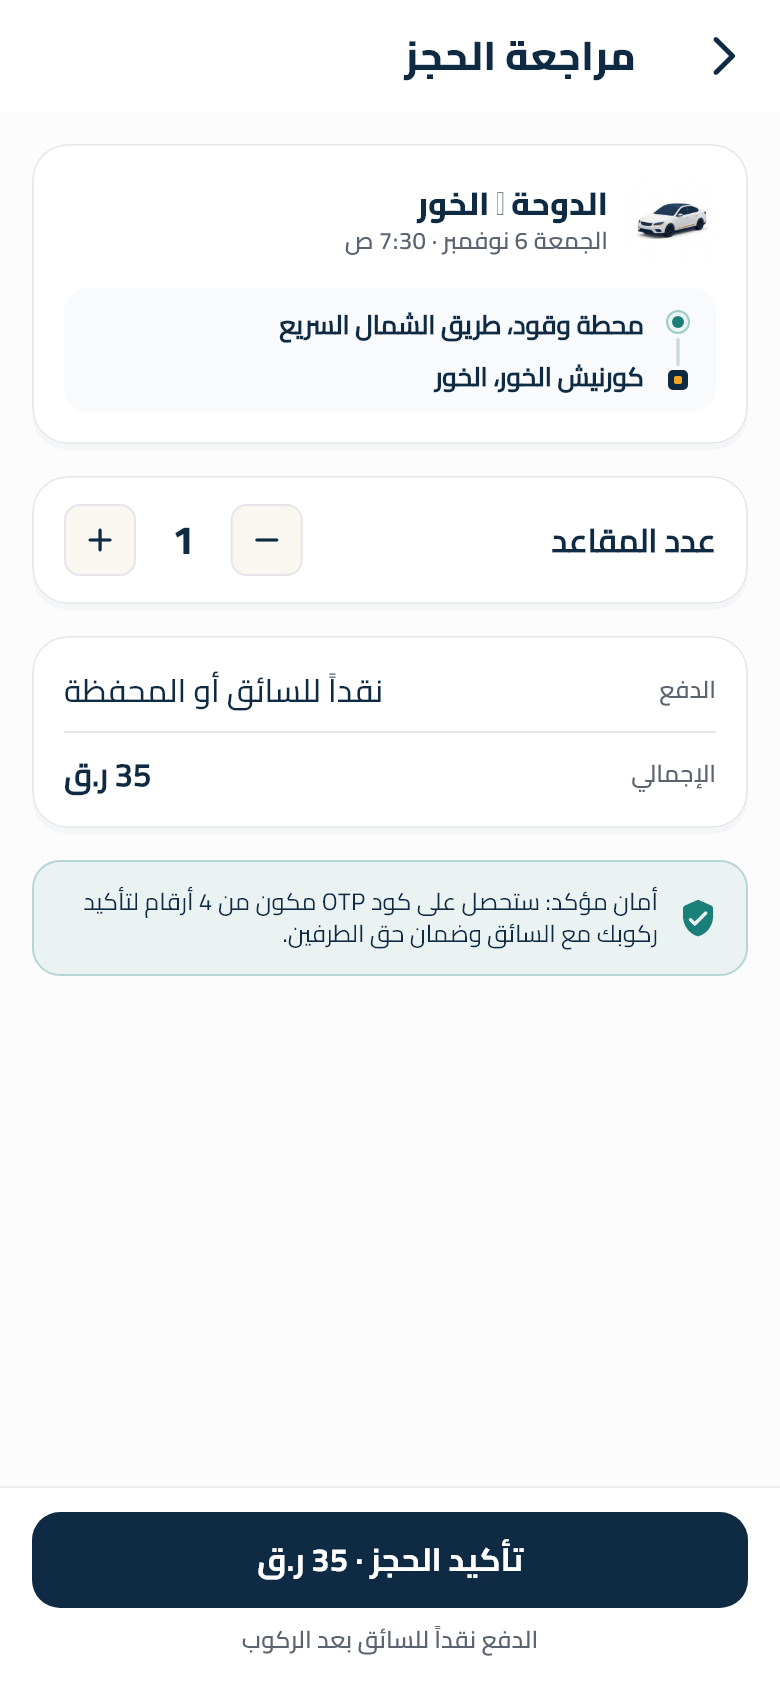 مراجعة الحجز
الدوحة ▯ الخور
الجمعة 6 نوفمبر · 7:30 ص
محطة وقود، طريق الشمال السريع
كورنيش الخور، الخور
عدد المقاعد
− 1 +
الدفع
نقداً للسائق أو المحفظة
الإجمالي
35 ر.ق
أمان مؤكد: ستحصل على كود OTP مكون من 4 أرقام لتأكيد
ركوبك مع السائق وضمان حق الطرفين.
تأكيد الحجز · 35 ر.ق
الدفع نقداً للسائق بعد الركوب